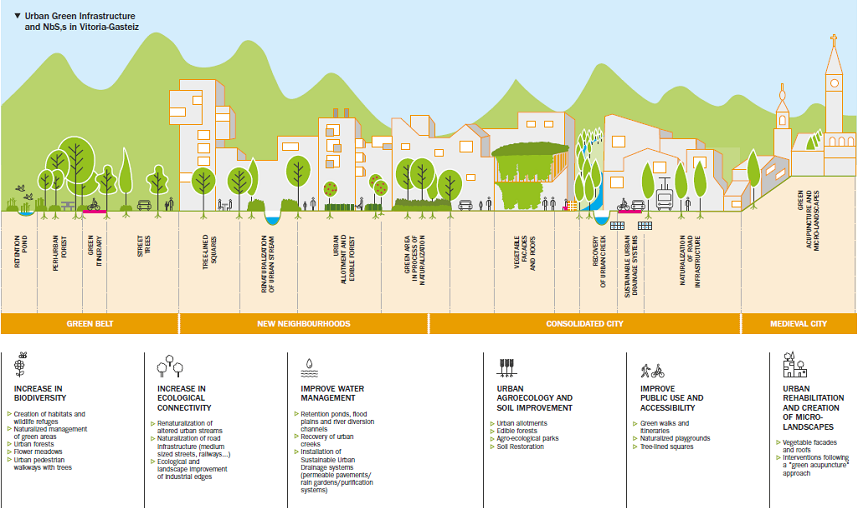 ▼ Urban Green Infrastructure
and NbS,s in Vitoria-Gasteiz
RETENTION
POND
PERI-URBAN
FOREST
GREEN
ITINERARY
STREET
TREES
TREE-LINED
SQUARES
RENATURALIZATION
OF URBAN STREAM
URBAN
ALLOTMENT AND
EDIBLE FOREST
GREEN AREA
IN PROCESS OF
NATURALIZATION
VEGETABLE
FACADES
AND ROOFS
RECOVERY
OF URBAN CREEK
SUSTAINABLE URBAN
DRAINAGE SYSTEMS
NATURALIZATION
OF ROAD
INFRASTRUCTURE
GREEN
ACUPUNCTURE AND
MICRO-LANDSCAPES
GREEN BELT
NEW NEIGHBOURHOODS
CONSOLIDATED CITY
MEDIEVAL CITY
INCREASE IN
BIODIVERSITY
Creation of habitats and
wildlife refuges
Naturalized management
of green areas
Urban forests
Flower meadows
Urban pedestrian
walkways with trees
INCREASE IN
ECOLOGICAL
CONNECTIVITY
Renaturalization of
altered urban streams
Naturalization of road
infrastructure (medium
sized streets, railways...)
Ecological and
landscape improvement
of industrial edges
IMPROVE WATER
MANAGEMENT
Retention ponds, flood
plains and river diversion
channels
Recovery of urban
creeks
Installation of
Sustainable Urban
Drainage systems
(permeable pavements/
rain gardens/purification
systems)
URBAN
AGROECOLOGY AND
SOIL IMPROVEMENT
Urban allotments
Edible forests
Agro-ecological parks
Soil Restoration
IMPROVE
PUBLIC USE AND
ACCESSIBILITY
Green walks and
itineraries
Naturalized playgrounds
Tree-lined squares
URBAN
REHABILITATION
AND CREATION
OF MICRO-
LANDSCAPES
Vegetable facades
and roofs
Interventions following
a "green acupuncture"
approach